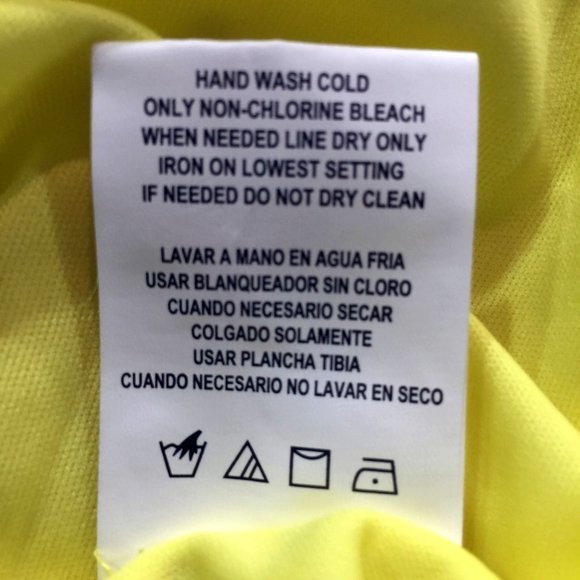 HAND WASH COLD
ONLY NON-CHLORINE BLEACH
WHEN NEEDED LINE DRY ONLY
IRON ON LOWEST SETTING
IF NEEDED DO NOT DRY CLEAN
LAVAR A MANO EN AGUA FRIA
USAR BLANQUEADOR SIN CLORO
CUANDO NECESARIO SECAR
COLGADO SOLAMENTE
USAR PLANCHA TIBIA
CUANDO NECESARIO NO LAVAR EN SECO